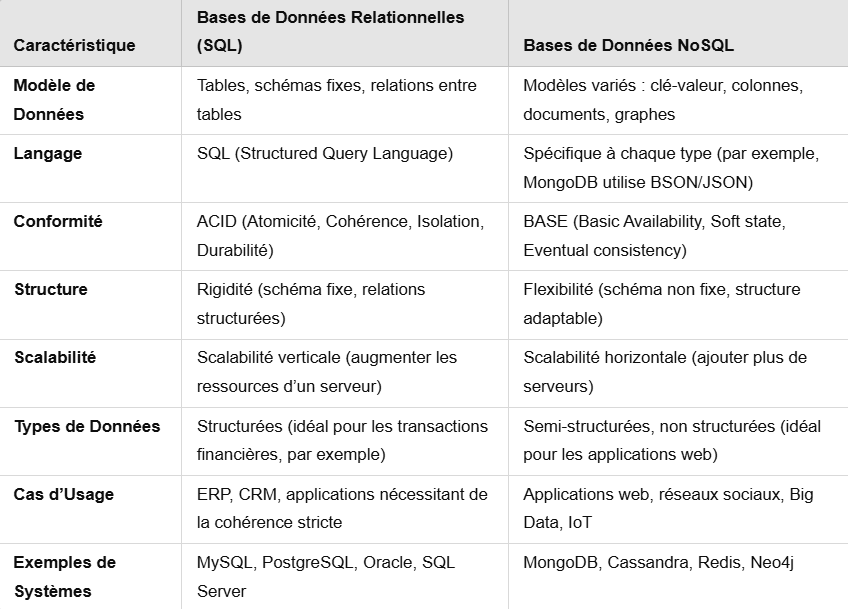 Caractéristique
Bases de Données Relationnelles
(SQL)
Bases de Données NoSQL
Modèle de
Données
Tables, schémas fixes, relations entre
tables
Modèles variés : clé-valeur, colonnes,
documents, graphes
Langage
SQL (Structured Query Language)
Spécifique à chaque type (par exemple,
MongoDB utilise BSON/JSON)
Conformité
ACID (Atomicité, Cohérence, Isolation,
Durabilité)
BASE (Basic Availability, Soft state,
Eventual consistency)
Structure
Rigidité (schéma fixe, relations
structurées)
Flexibilité (schéma non fixe, structure
adaptable)
Scalabilité
Scalabilité verticale (augmenter les
ressources d’un serveur)
Scalabilité horizontale (ajouter plus de
serveurs)
Types de Données
Structurées (idéal pour les transactions
financières, par exemple)
Semi-structurées, non structurées (idéal
pour les applications web)
Cas d’Usage
ERP, CRM, applications nécessitant de
la cohérence stricte
Applications web, réseaux sociaux, Big
Data, IoT
Exemples de
Systèmes
MySQL, PostgreSQL, Oracle, SQL
Server
MongoDB, Cassandra, Redis, Neo4j